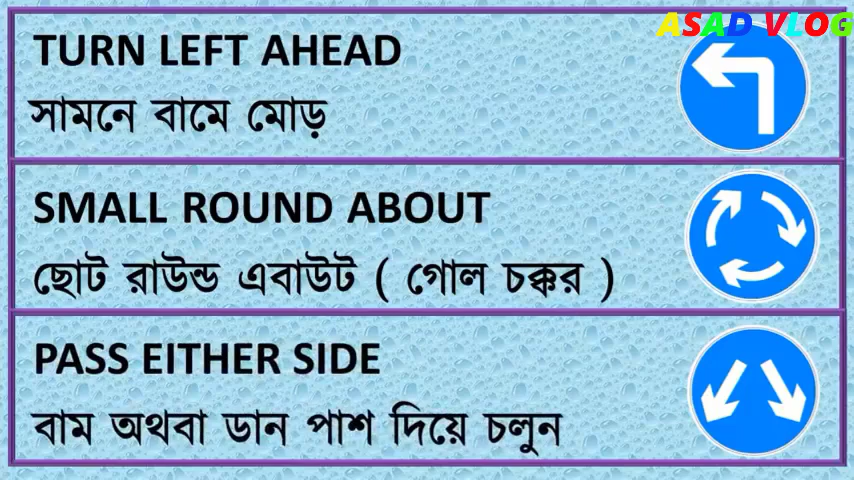 ASAD VLOG
TURN LEFT AHEAD
সামনে বামে মোড়
SMALL ROUND ABOUT
ছোট রাউন্ড এবাউট ( গোল চক্কর )
PASS EITHER SIDE
বাম অথবা ডান পাশ দিয়ে চলুন